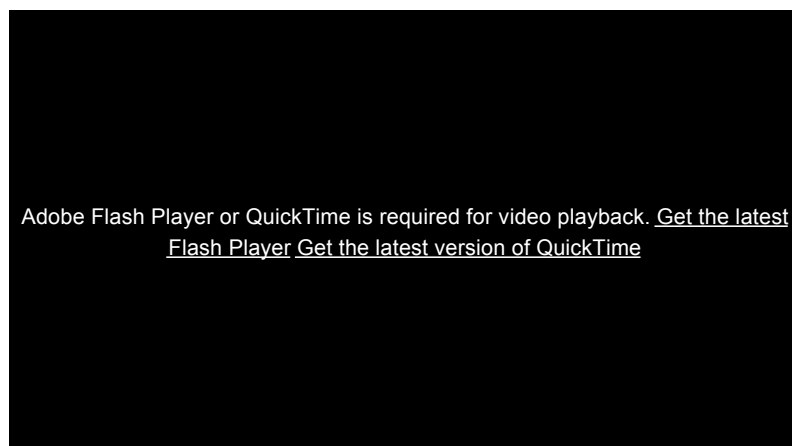 Adobe Flash Player or QuickTime is required for video playback. Get the latest
Flash Player Get the latest version of QuickTime